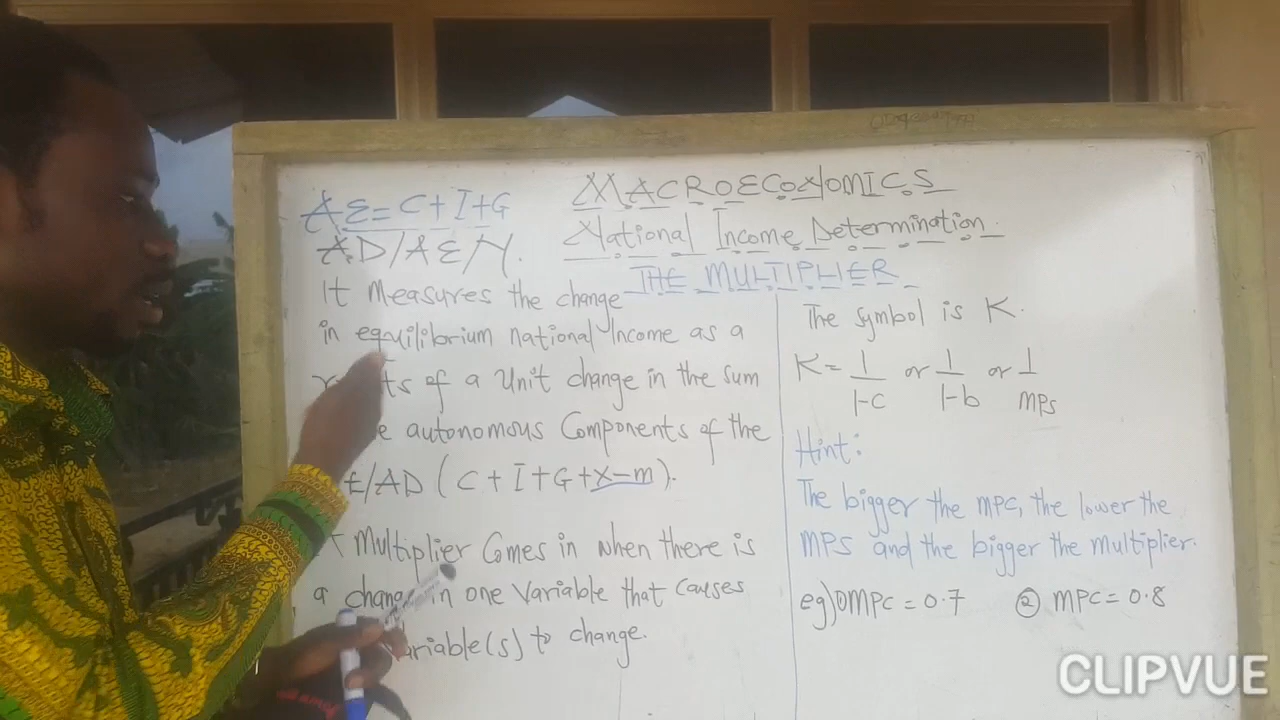 MACROECONOMICS
National Income Determination
THE MULTIPLIER
AE = C + I + G
AD/AE/Y.
It measures the change
in equilibrium national Income as a
of a Unit change in the sum
autonomous Components of the
E/AD (C + I + G + X - m).
Multiplier Comes in when there is
a change in one Variable that causes
ariable(s) to change.
The symbol is K.
K = 1/1-c or 1/1-b or 1/MPS
Hint:
The bigger the MPC, the lower the
MPS and the bigger the multiplier.
eg) ① MPC = 0.7 ② MPC = 0.8
CLIPVUE